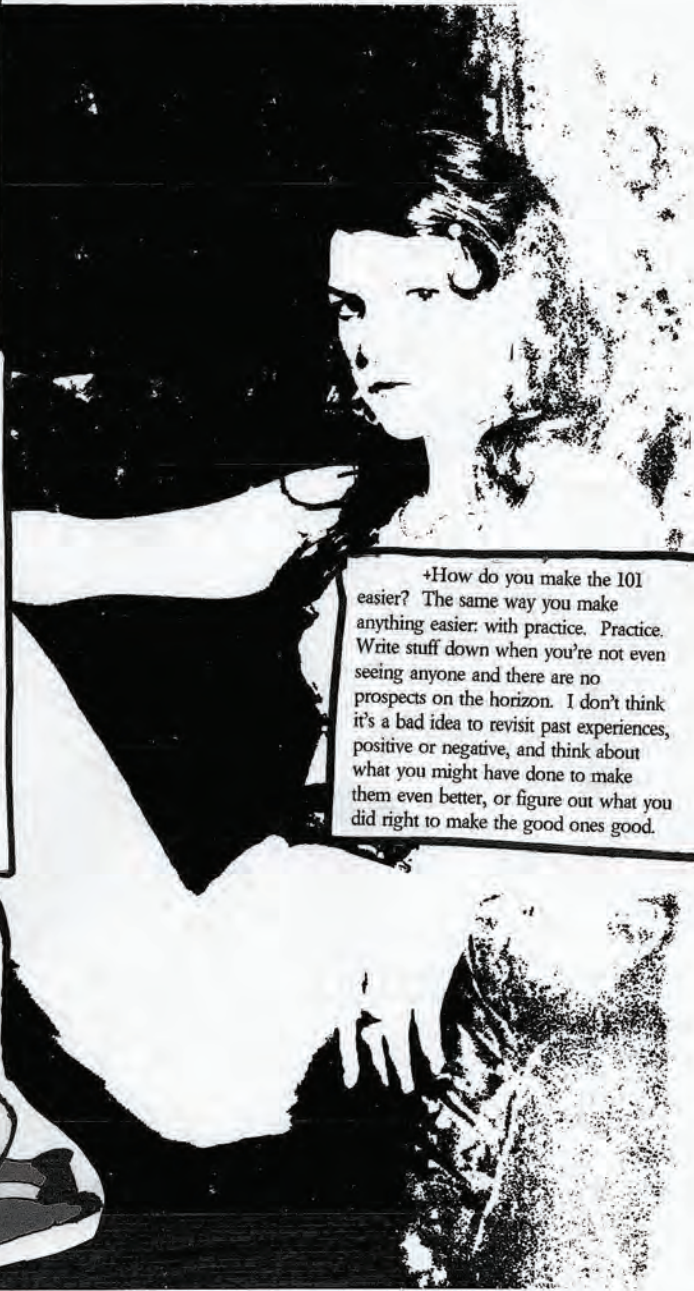 +How do you make the 101
easier? The same way you make
anything easier: with practice. Practice.
Write stuff down when you're not even
seeing anyone and there are no
prospects on the horizon. I don't think
it's a bad idea to revisit past experiences,
positive or negative, and think about
what you might have done to make
them even better, or figure out what you
did right to make the good ones good.